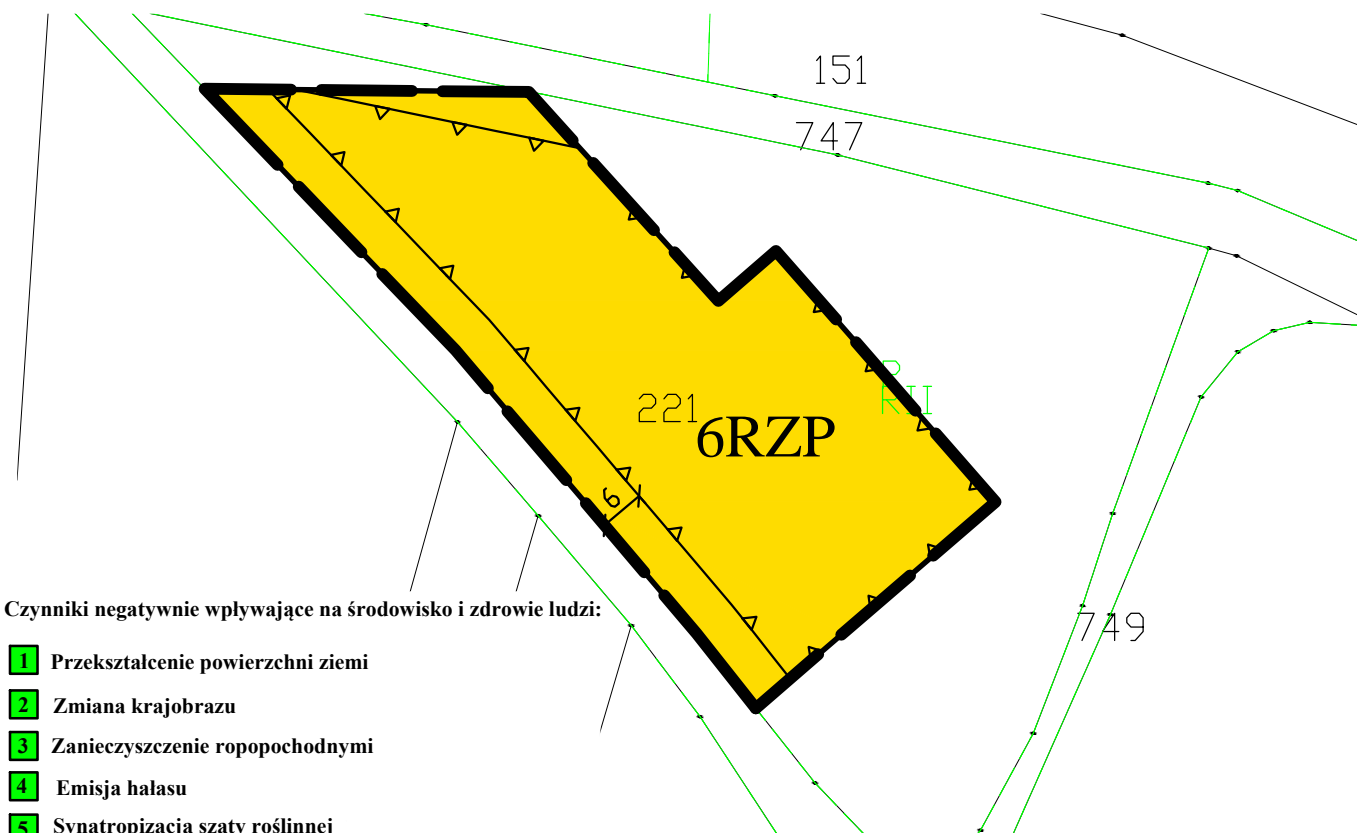 151
747
R
RII
221
6RZP
6
749
Czynniki negatywnie wpływające na środowisko i zdrowie ludzi:
1 Przekształcenie powierzchni ziemi
2 Zmiana krajobrazu
3 Zanieczyszczenie ropopochodnymi
4 Emisja hałasu
5 Synatropizacja szaty roślinnej